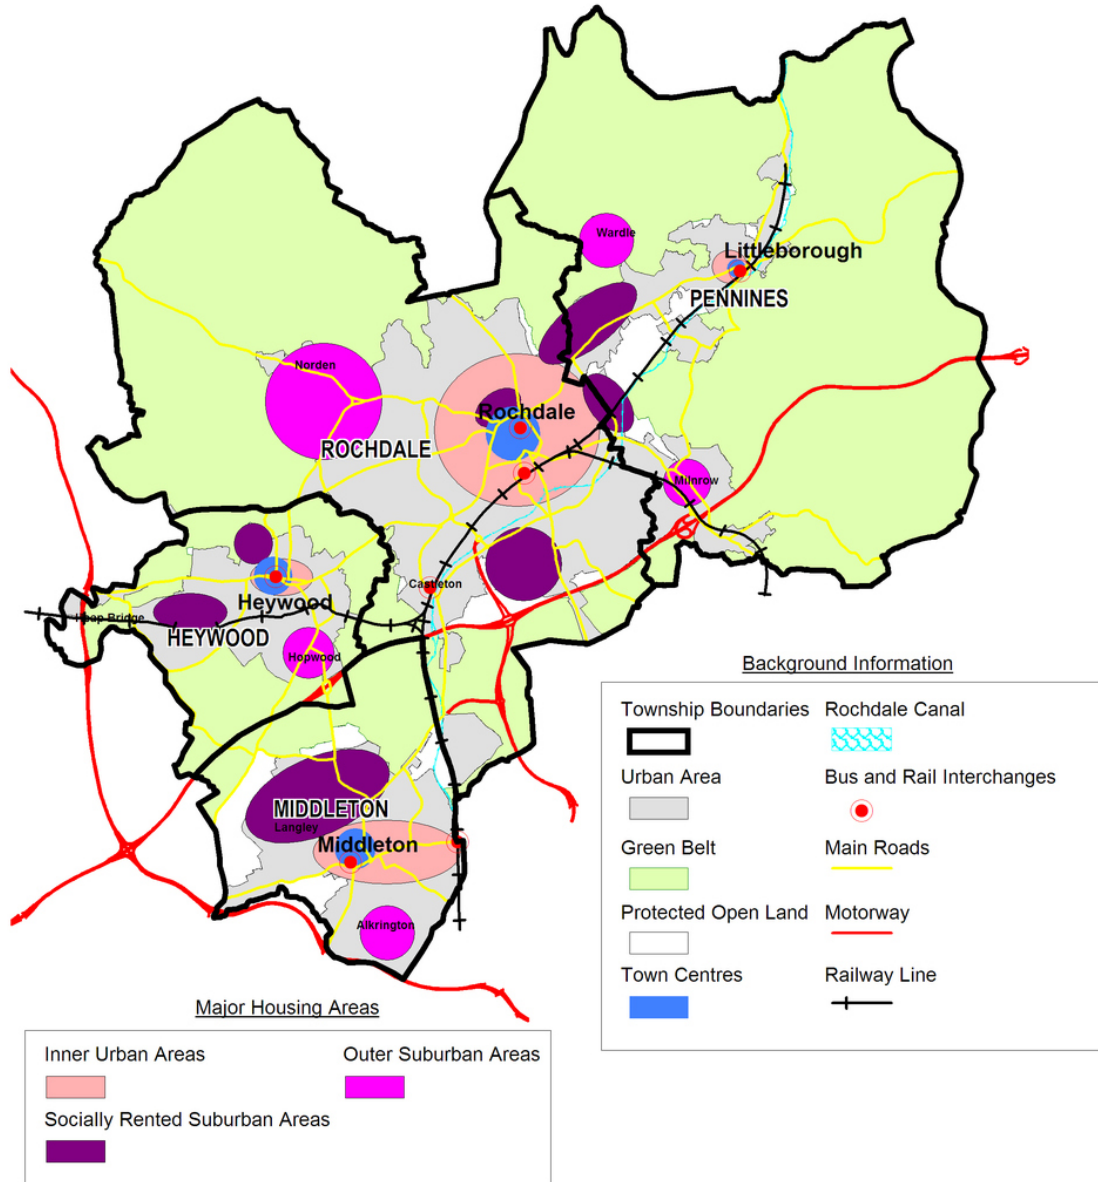 Wardle
Littleborough
PENNINES
Norden
Rochdale
ROCHDALE
Milnrow
Castleton
Heywood
Heap Bridge
HEYWOOD
Hopwood
MIDDLETON
Langley
Middleton
Alkrington
Background Information
Township Boundaries
Rochdale Canal
Urban Area
Bus and Rail Interchanges
Green Belt
Main Roads
Protected Open Land
Motorway
Town Centres
Railway Line
Major Housing Areas
Inner Urban Areas
Outer Suburban Areas
Socially Rented Suburban Areas